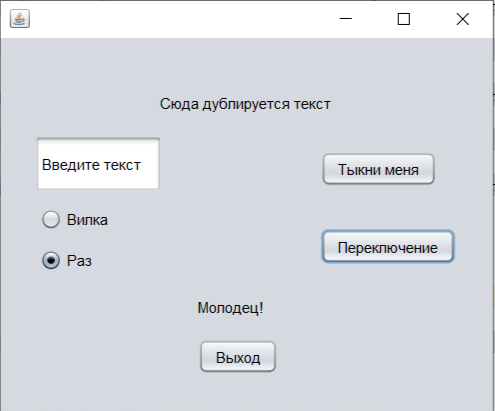 Сюда дублируется текст
Введите текст
Тыкни меня
Вилка
Переключение
Раз
Молодец!
Выход